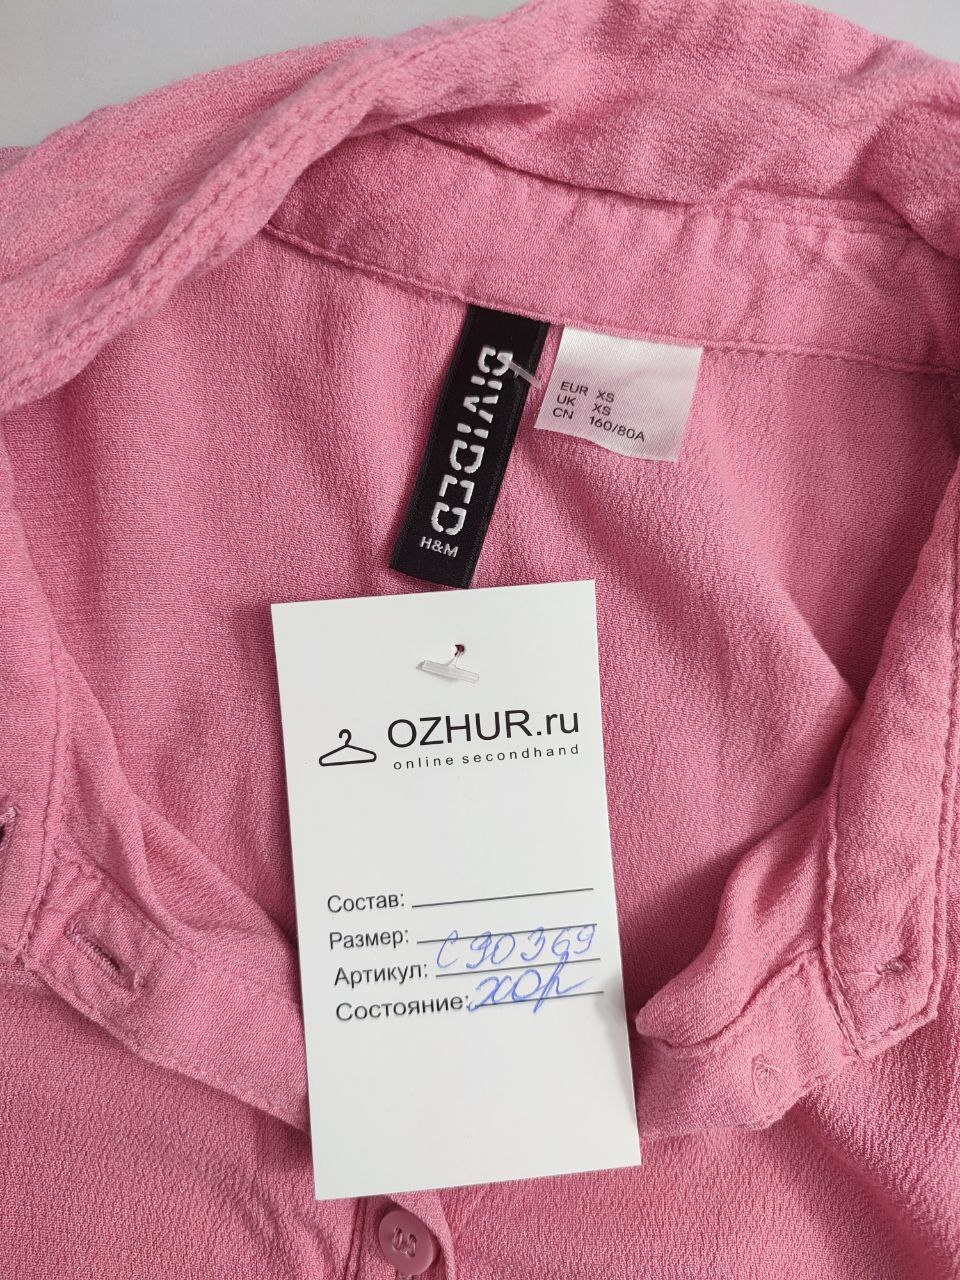 DIVIDED
H&M
EUR XS
UK XS
CN 160/80A
OZHUR.ru
online secondhand
Состав:
Размер:
Артикул: С90369
Состояние: хор